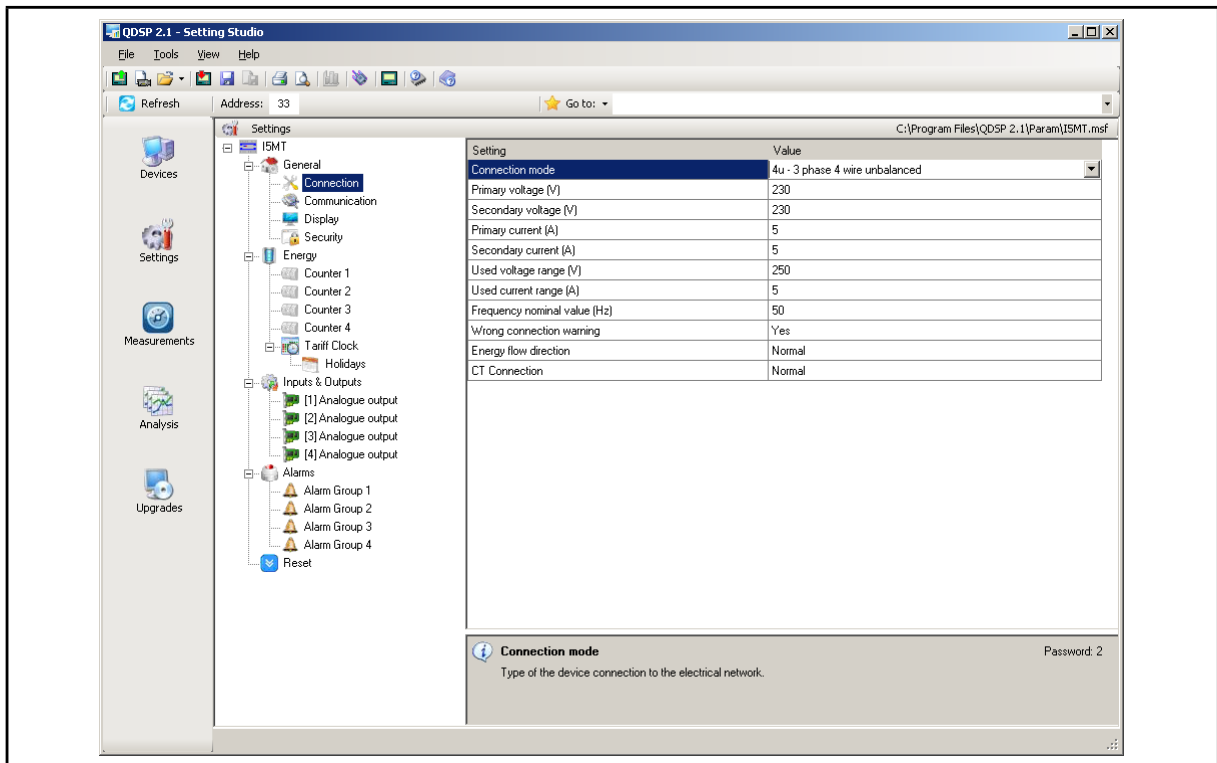 QDSP 2.1 - Setting Studio
File Tools View Help
Refresh Address: 33 Go to:
Settings C:\Program Files\QDSP 2.1\Param\I5MT.msf
Devices
Settings
Measurements
Analysis
Upgrades
I5MT
General
Connection
Communication
Display
Security
Energy
Counter 1
Counter 2
Counter 3
Counter 4
Tariff Clock
Holidays
Inputs & Outputs
[1] Analogue output
[2] Analogue output
[3] Analogue output
[4] Analogue output
Alarms
Alarm Group 1
Alarm Group 2
Alarm Group 3
Alarm Group 4
Reset
Setting Value
Connection mode 4u - 3 phase 4 wire unbalanced
Primary voltage (V) 230
Secondary voltage (V) 230
Primary current (A) 5
Secondary current (A) 5
Used voltage range (V) 250
Used current range (A) 5
Frequency nominal value (Hz) 50
Wrong connection warning Yes
Energy flow direction Normal
CT Connection Normal
Connection mode Password: 2
Type of the device connection to the electrical network.